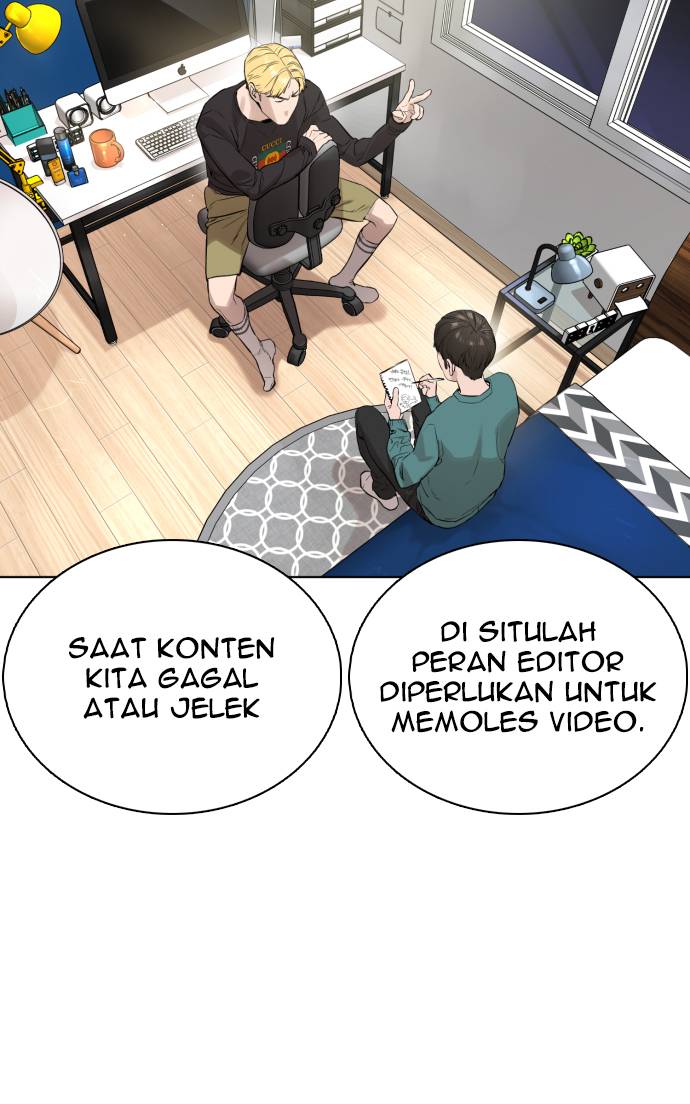 GUCCI
SAAT KONTEN
KITA GAGAL
ATAU JELEK
DI SITULAH
PERAN EDITOR
DIPERLUKAN UNTUK
MEMOLES VIDEO.